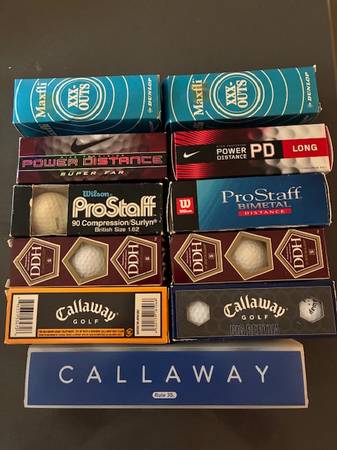 Maxfli
XXX-OUTS
DUNLOP
Maxfli
XXX-OUTS
DUNLOP
POWER DISTANCE
SUPER FAR
POWER DISTANCE
PD
LONG
Wilson
ProStaff
90 Compression/Surlyn®
British Size 1.62
Wilson
ProStaff
BIMETAL
DISTANCE
DDH
DDH
DDH
DDH
Callaway
GOLF
Callaway
GOLF
BIG BERTHA
CALLAWAY
Rule 35.